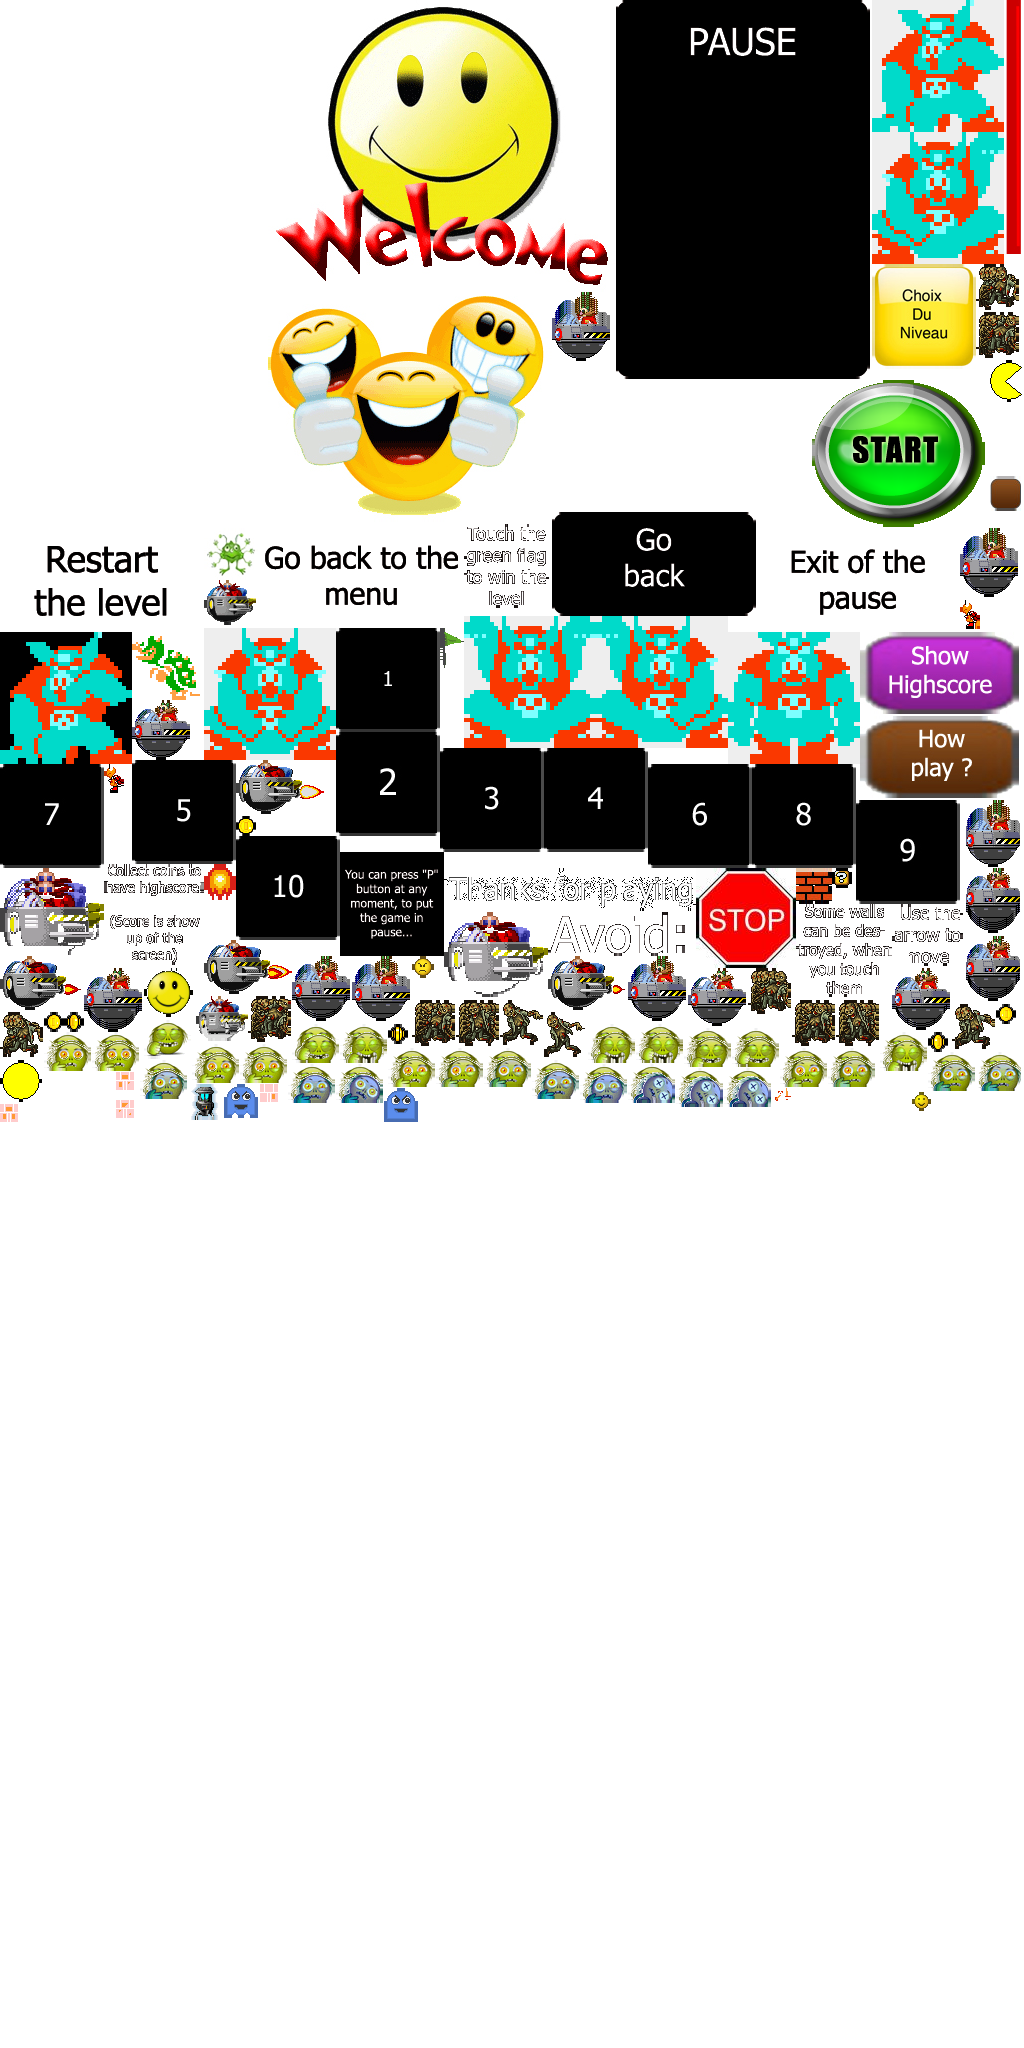 PAUSE
Welcome
Choix
Du
Niveau
START
Restart
the level
Go back to the
menu
Touch the
green flag
to win the
level
Go
back
Exit of the
pause
Show
Highscore
How
play ?
1
2
3
4
5
6
7
8
9
10
Collect coins to
have highscore!
(Score is show
up of the
screen)
You can press "P"
button at any
moment, to put
the game in
pause...
Thanks for playing
Avoid:
STOP
Some walls
can be des-
troyed, when
you touch
them
Use the
arrow to
move
?